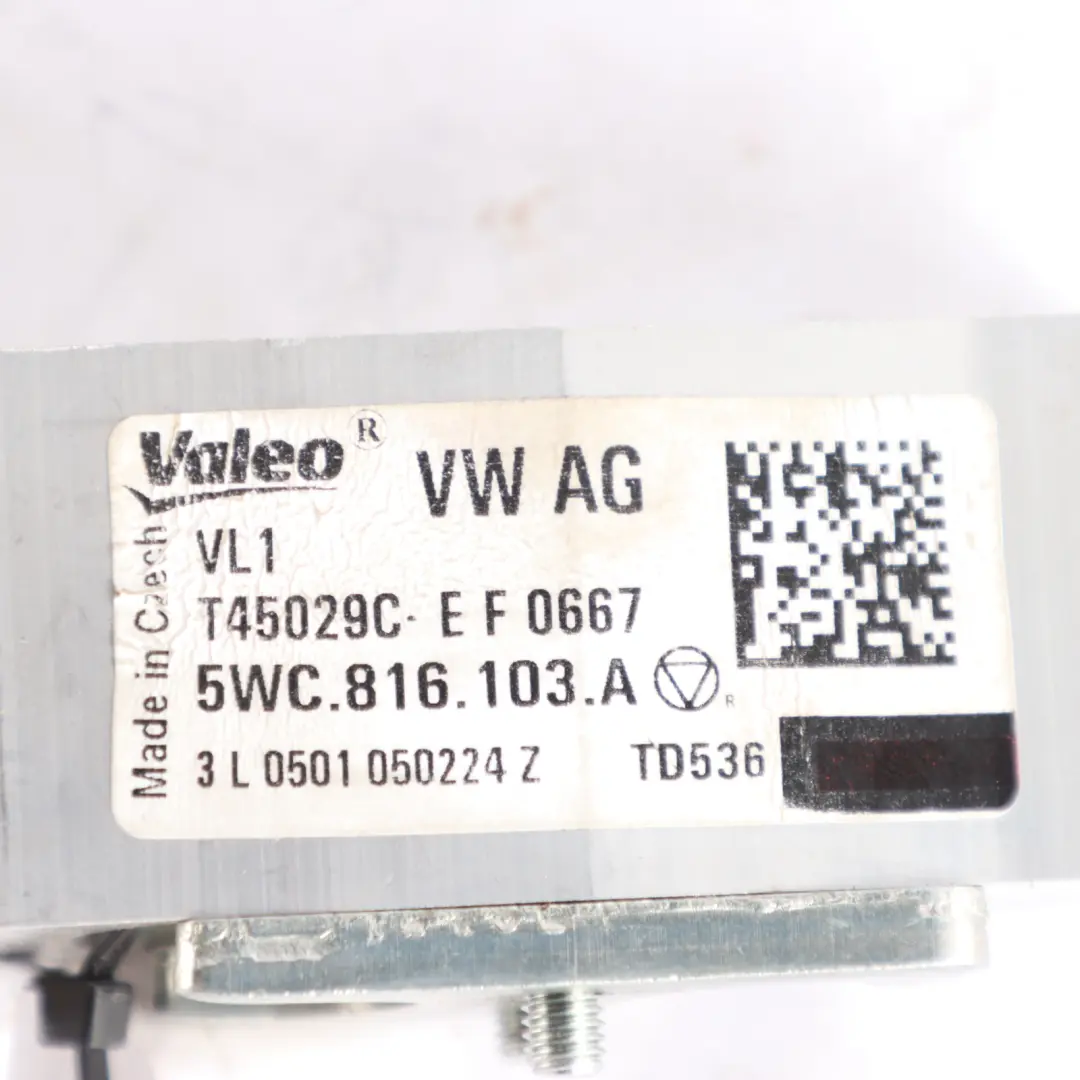 Valeo® VW AG
Made in Czech
VL1
T45029C- E F 0667
5WC.816.103.A R
3 L 0501 050224 Z TD536